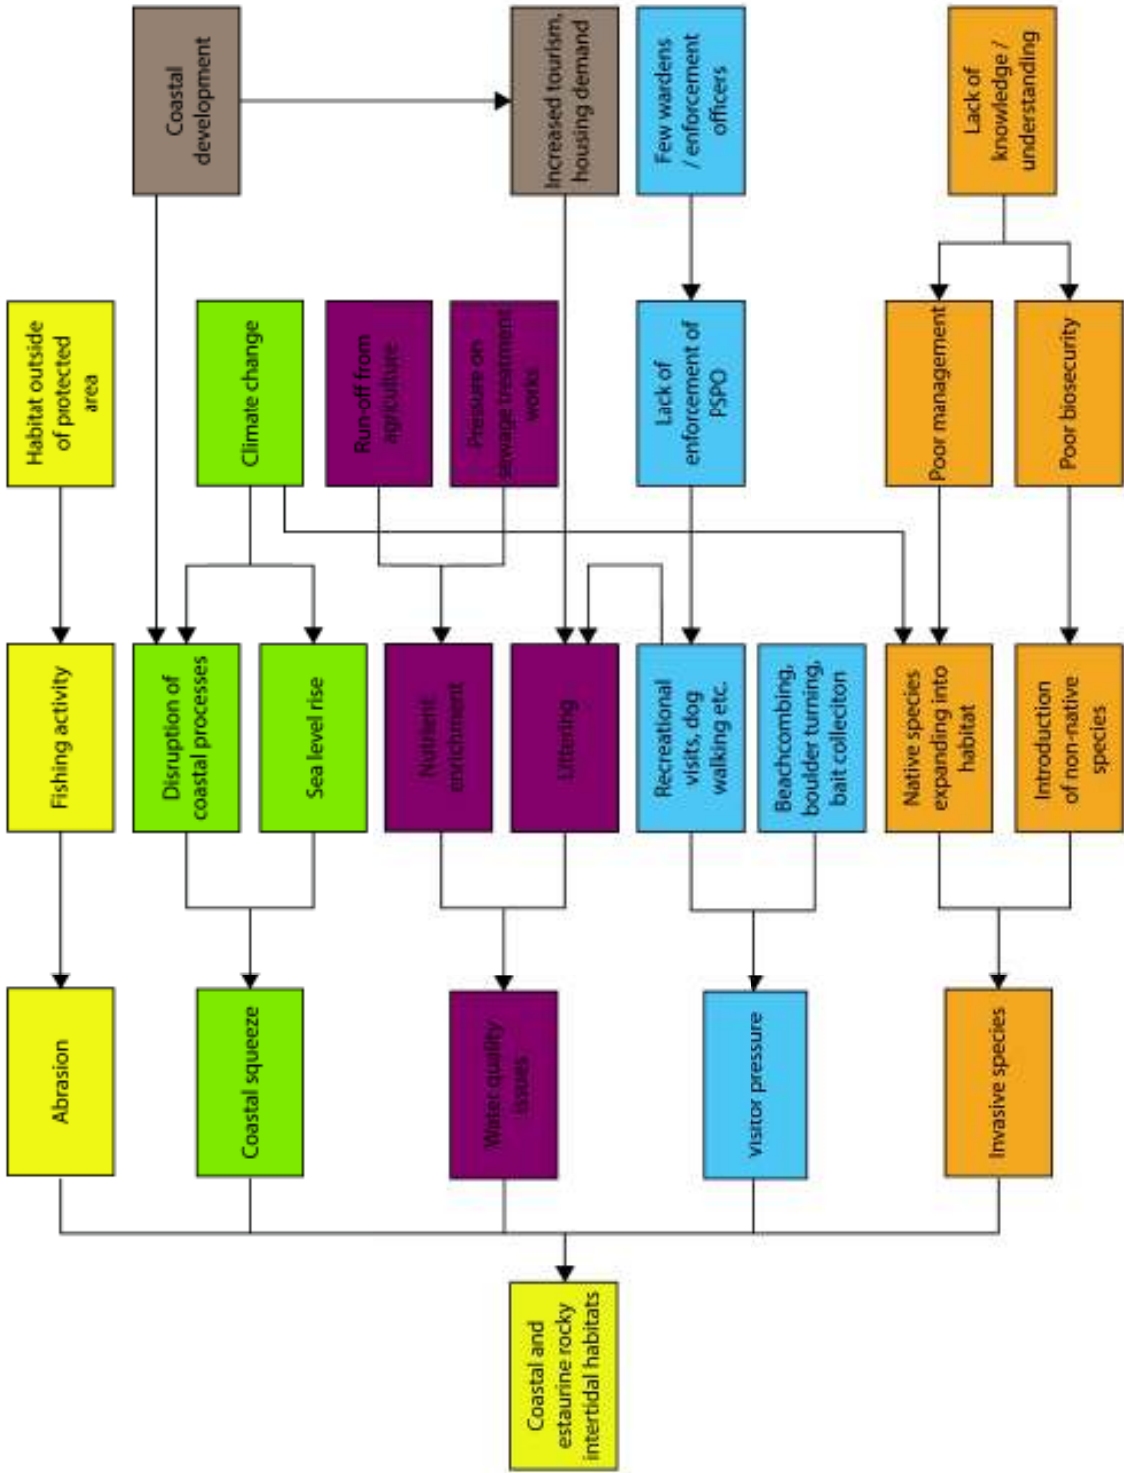 Coastal
development
Increased tourism,
housing demand
Few wardens
/ enforcement
officers
Lack of
knowledge /
understanding
Habitat outside
of protected
area
Climate change
Run-off from
agriculture
Pressure on
sewage treatment
works
Lack of
enforcement of
PSPO
Poor management
Poor biosecurity
Fishing activity
Disruption of
coastal processes
Sea level rise
Nutrient
enrichment
Littering
Recreational
visits, dog
walking etc.
Beachcombing,
boulder turning,
bait colleciton
Native species
expanding into
habitat
Introduction
of non-native
species
Abrasion
Coastal squeeze
Water quality
issues
visitor pressure
Invasive species
Coastal and
estaurine rocky
intertidal habitats